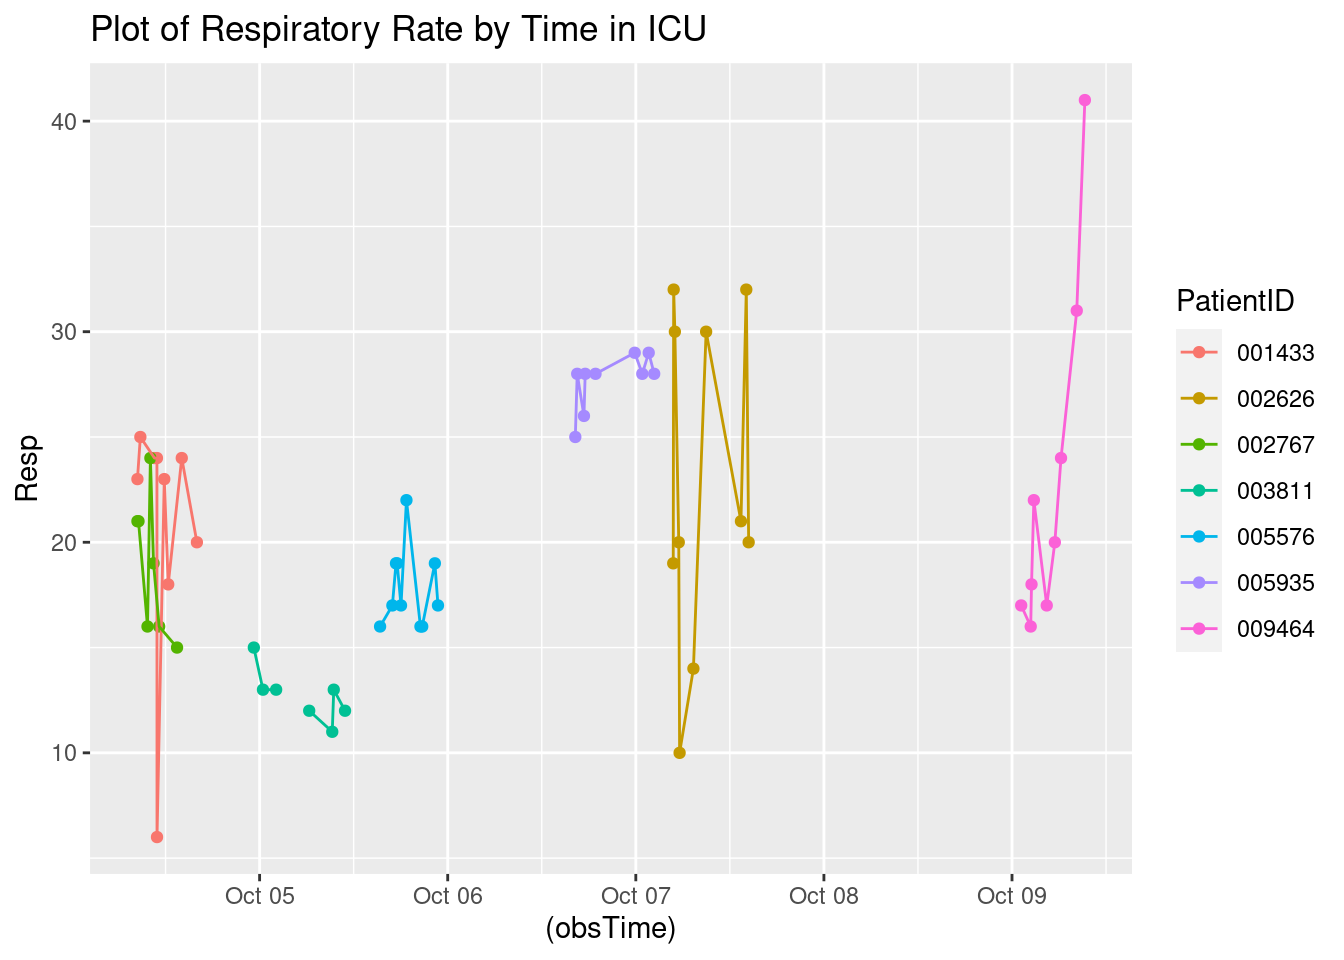 Plot of Respiratory Rate by Time in ICU
40
30
20
10
Resp
Oct 05 Oct 06 Oct 07 Oct 08 Oct 09
(obsTime)
PatientID
001433
002626
002767
003811
005576
005935
009464